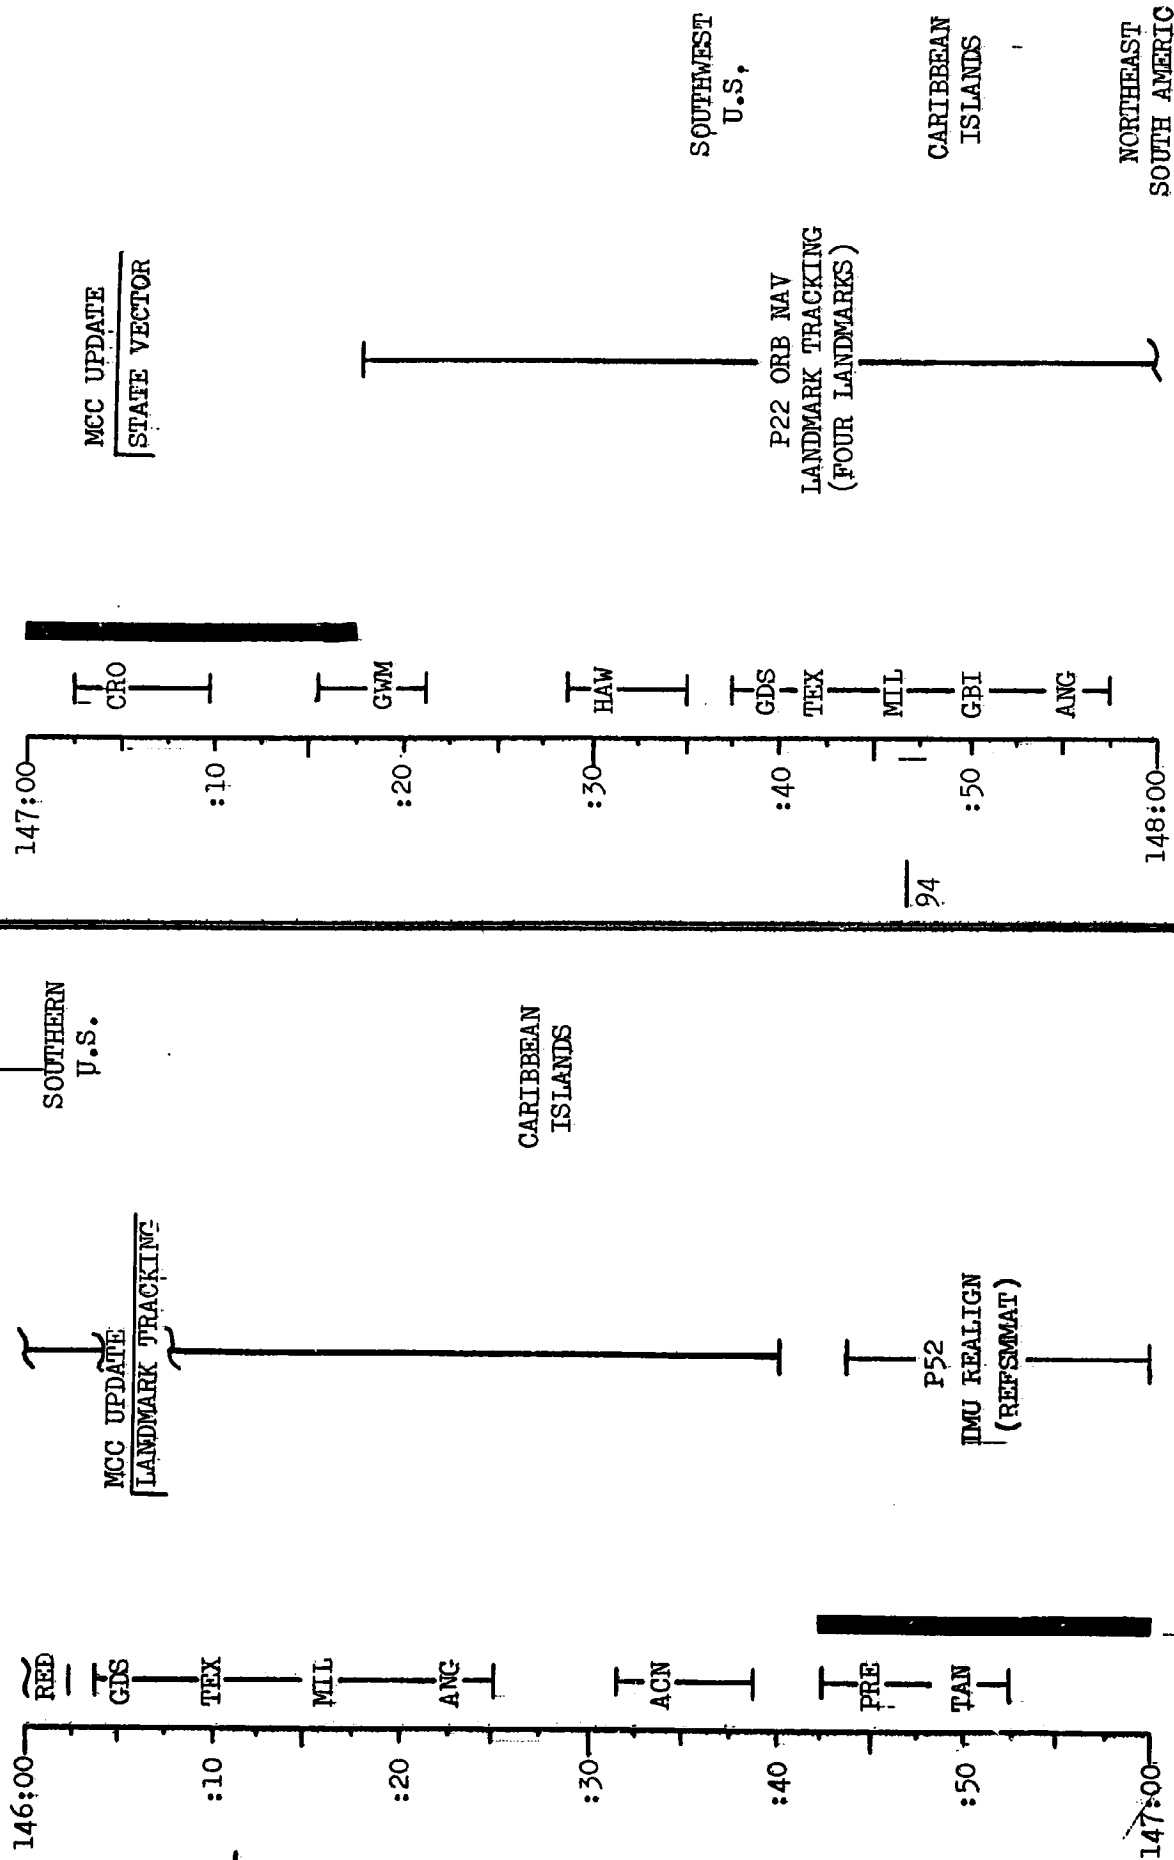 146:00
RED
GDS
:10
TEX
MIL
:20
ANG
:30
ACN
:40
PRE
:50
TAN
147:00
MCC UPDATE
LANDMARK TRACKING
P52
IMU REALIGN
(REFSMMAT)
SOUTHERN
U.S.
CARIBBEAN
ISLANDS
94
147:00
CRO
:10
GWM
:20
:30
HAW
GDS
:40
TEX
MIL
GBI
:50
ANG
148:00
MCC UPDATE
STATE VECTOR
P22 ORB NAV
LANDMARK TRACKING
(FOUR LANDMARKS)
SOUTHWEST
U.S,
CARIBBEAN
ISLANDS
NORTHEAST
SOUTH AMERIC